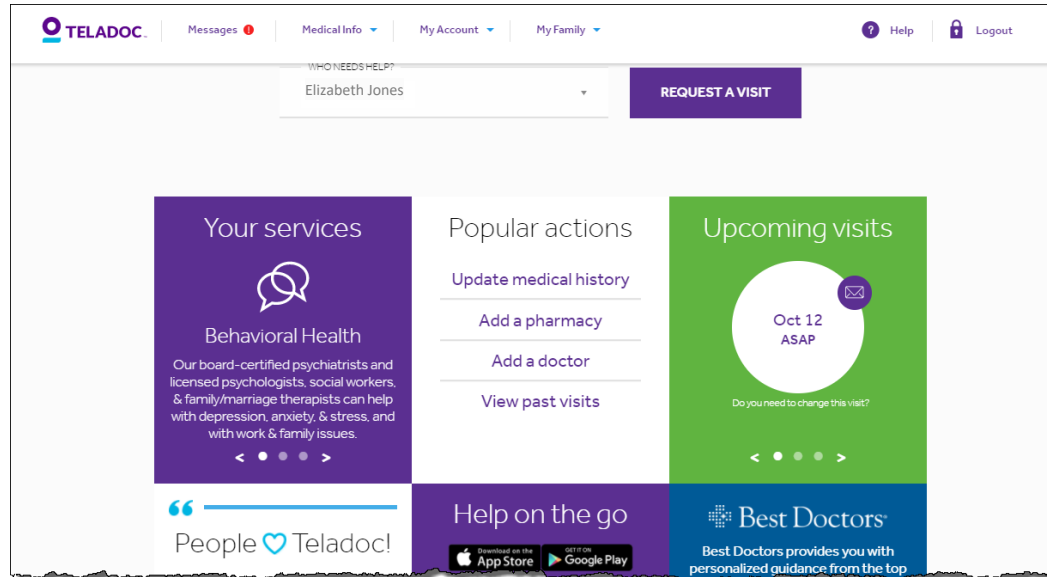 TELADOC
Messages !
Medical Info
My Account
My Family
? Help
Logout
WHO NEEDS HELP?
Elizabeth Jones
REQUEST A VISIT
Your services
Behavioral Health
Our board-certified psychiatrists and
licensed psychologists, social workers,
& family/marriage therapists can help
with depression, anxiety, & stress, and
with work & family issues.
< >
Popular actions
Update medical history
Add a pharmacy
Add a doctor
View past visits
Upcoming visits
Oct 12
ASAP
Do you need to change this visit?
< >
“
People Teladoc!
Help on the go
Download on the
App Store
GET IT ON
Google Play
Best Doctors
Best Doctors provides you with
personalized guidance from the top